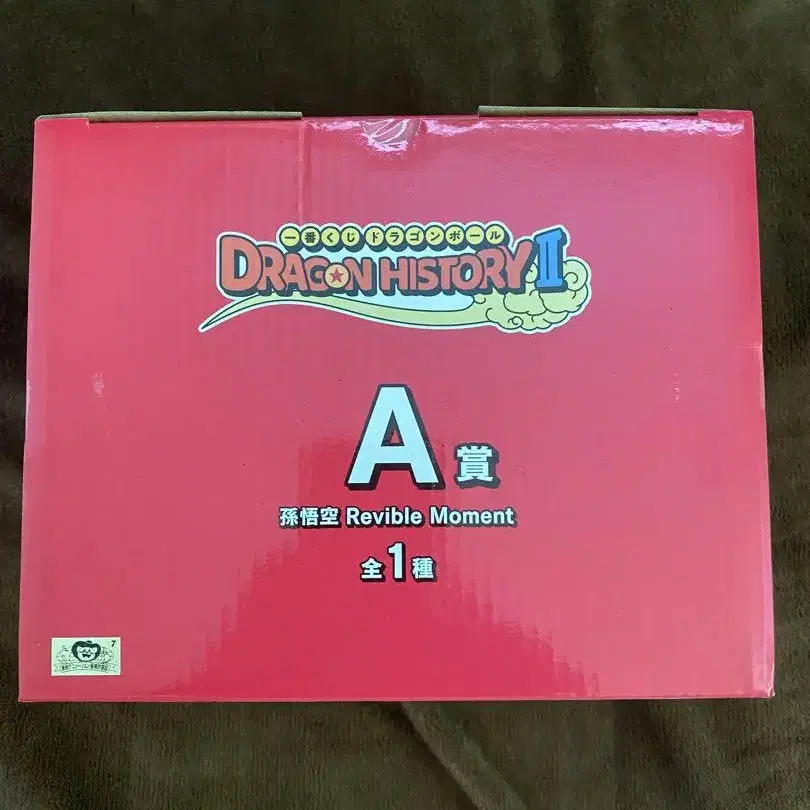 一番くじドラゴンボール
DRAGON HISTORY II
A賞
孫悟空 Revible Moment
全1種
7